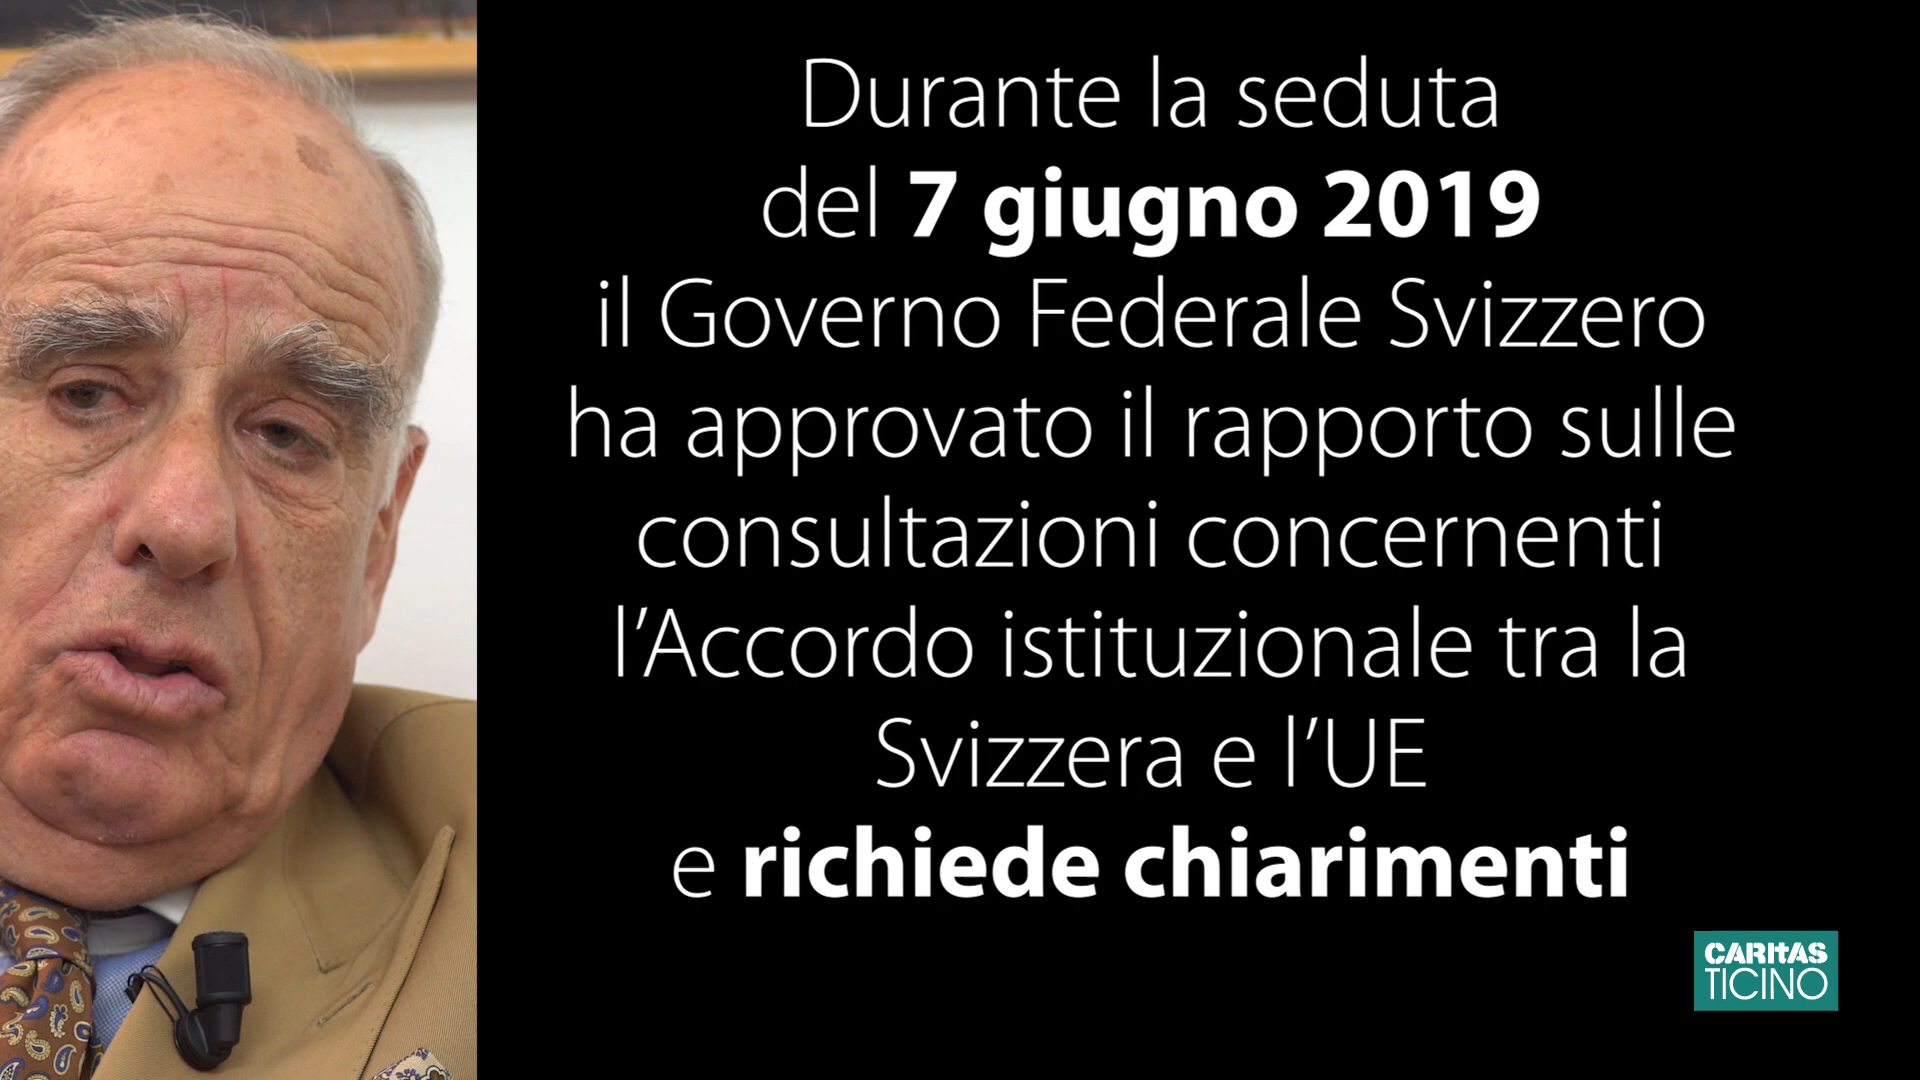 Durante la seduta
del 7 giugno 2019
il Governo Federale Svizzero
ha approvato il rapporto sulle
consultazioni concernenti
l’Accordo istituzionale tra la
Svizzera e l’UE
e richiede chiarimenti
CARITAS
TICINO